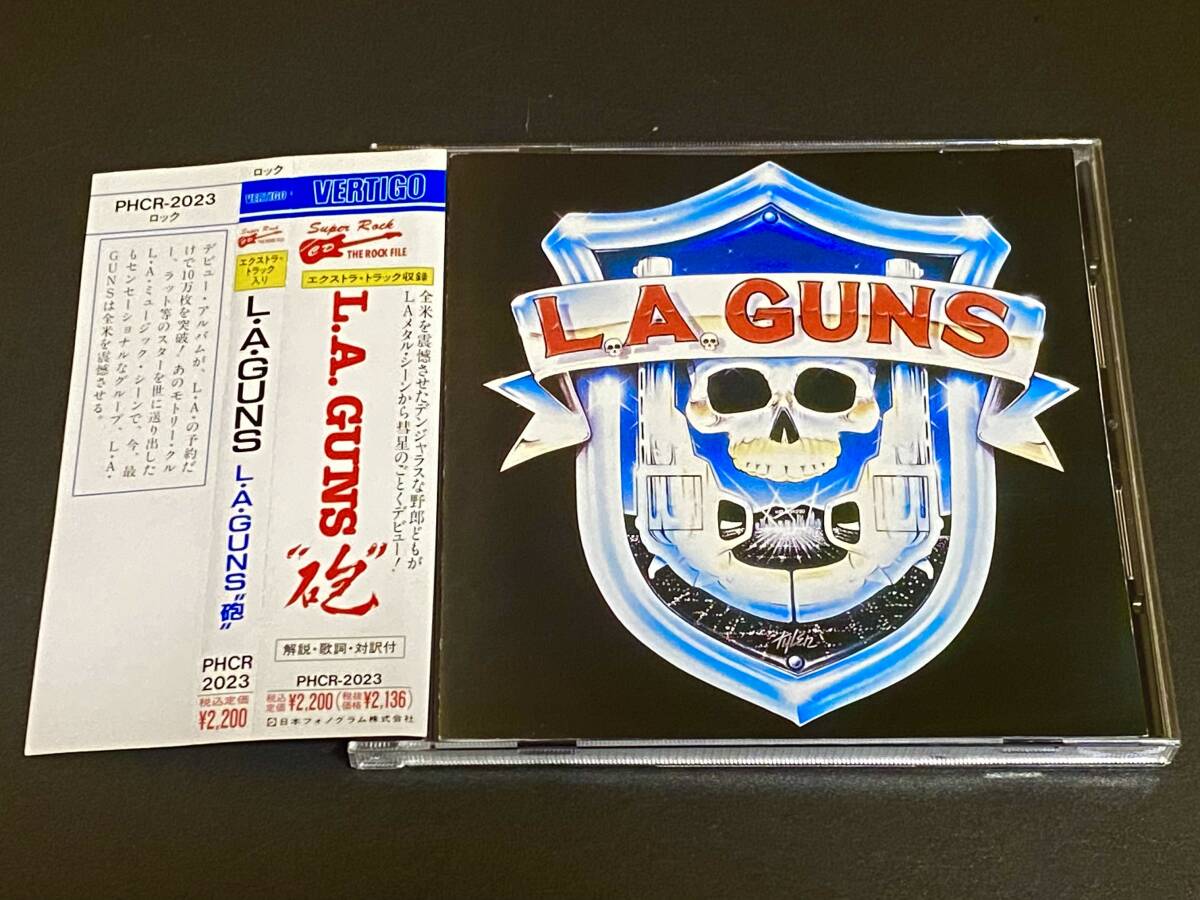 PHCR-2023
ロック
デビュー・アルバムが、L・Aの予約だ
けで10万枚を突破!あのモトリー・クル
ー、ラット等のスターを世に送り出した
L・A・ミュージック・シーンで、今、最
もセンセーショナルなグループ、L・A・
GUNSは全米を震撼させる。
ロック
VERTIGO
Super Rock
CD THE ROCK FILE
エクストラ・
トラック
入り
L・A・GUNS
L・A・GUNS“砲”
PHCR
2023
税込定価
¥2,200
VERTIGO
Super Rock
CD THE ROCK FILE
エクストラ・トラック収録
全米を震憾させたデンジャラスな野郎どもが
LAメタル・シーンから彗星のごとくデビュー!
L.A. GUNS
“砲”
解説・歌詞・対訳付
PHCR-2023
税込定価¥2,200(税抜価格¥2,136)
日本フォノグラム株式会社
L.A. GUNS